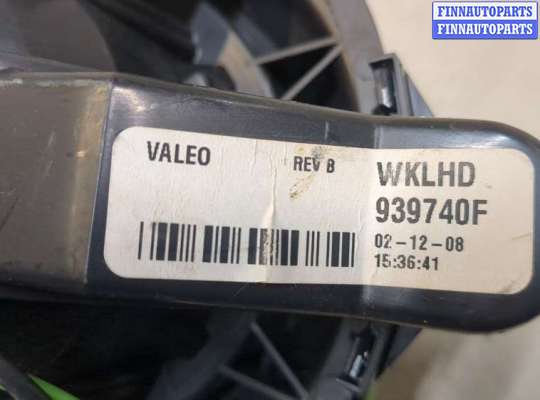 FINNAUTOPARTS
FINNAUTOPARTS
VALEO
REV B
WKLHD
939740F
02-12-08
15:36:41